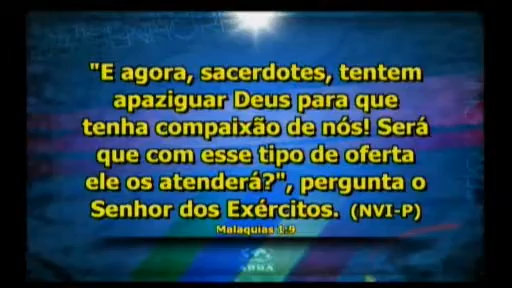 "E agora, sacerdotes, tentem
apaziguar Deus para que
tenha compaixão de nós! Será
que com esse tipo de oferta
ele os atenderá?", pergunta o
Senhor dos Exércitos. (NVI-P)
Malaquias 1:9